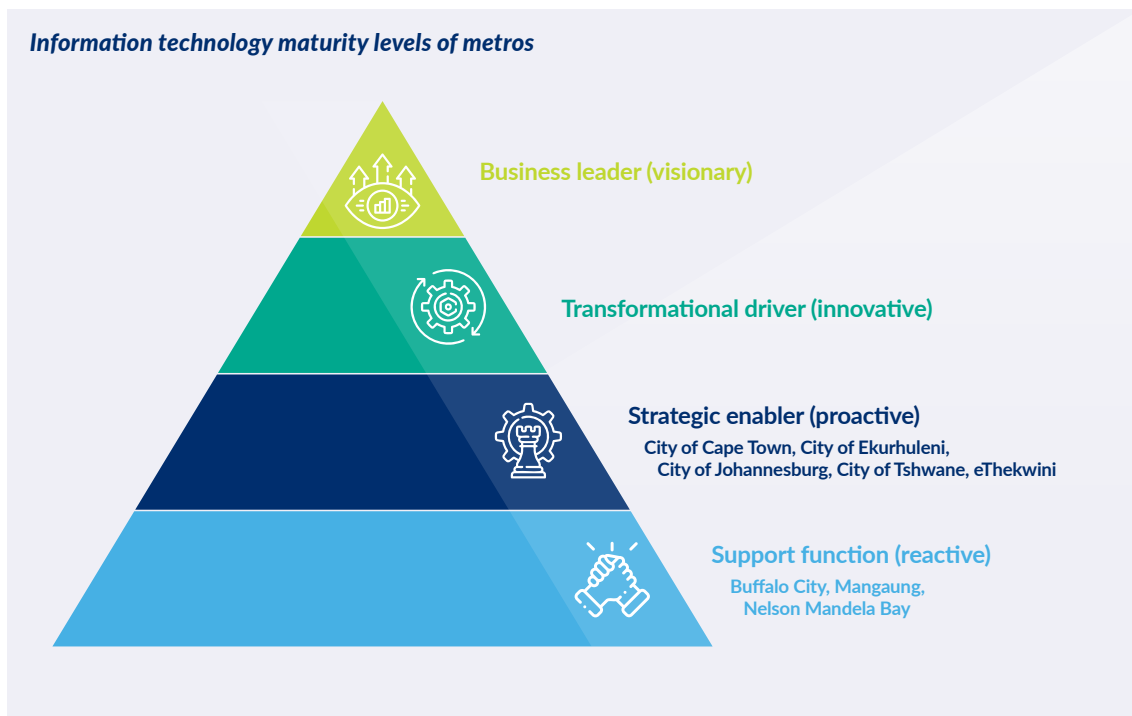 Information technology maturity levels of metros
Business leader (visionary)
Transformational driver (innovative)
Strategic enabler (proactive)
City of Cape Town, City of Ekurhuleni,
City of Johannesburg, City of Tshwane, eThekwini
Support function (reactive)
Buffalo City, Mangaung,
Nelson Mandela Bay